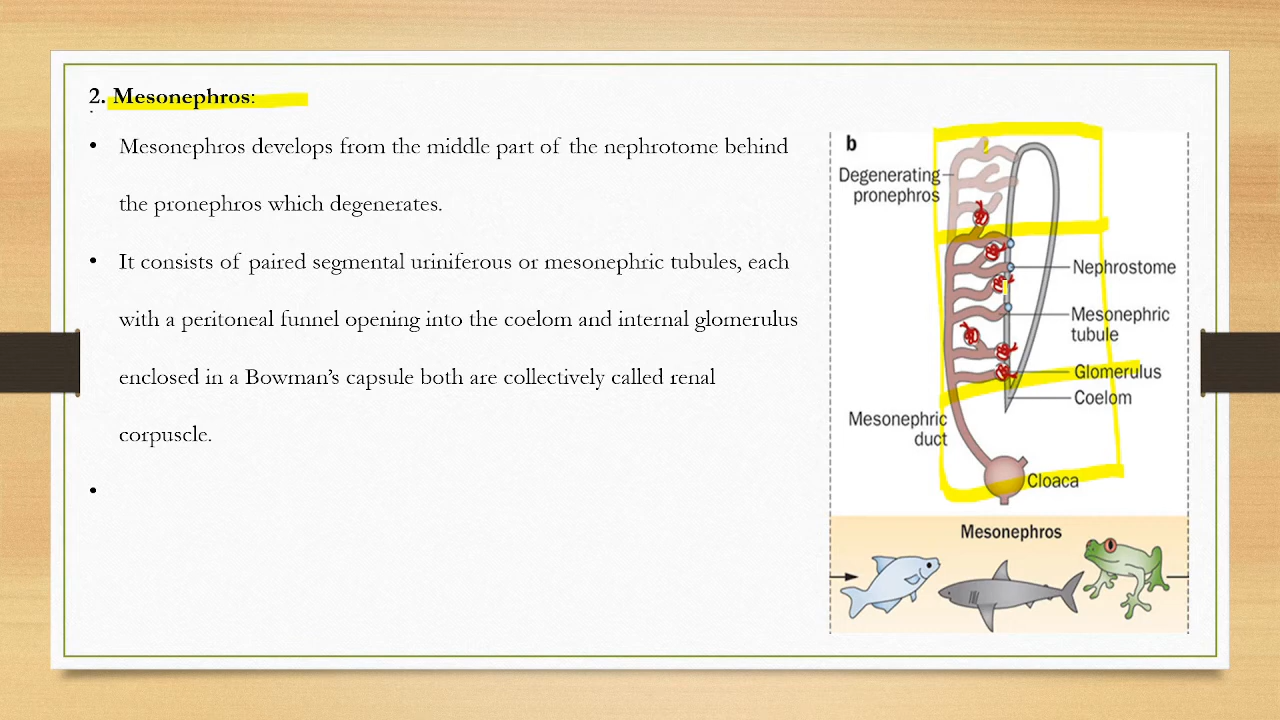 2. Mesonephros:
• Mesonephros develops from the middle part of the nephrotome behind
the pronephros which degenerates.
• It consists of paired segmental uriniferous or mesonephric tubules, each
with a peritoneal funnel opening into the coelom and internal glomerulus
enclosed in a Bowman's capsule both are collectively called renal
corpuscle.
•
b
Degenerating
pronephros
Nephrostome
Mesonephric
tubule
Glomerulus
Coelom
Mesonephric
duct
Cloaca
Mesonephros